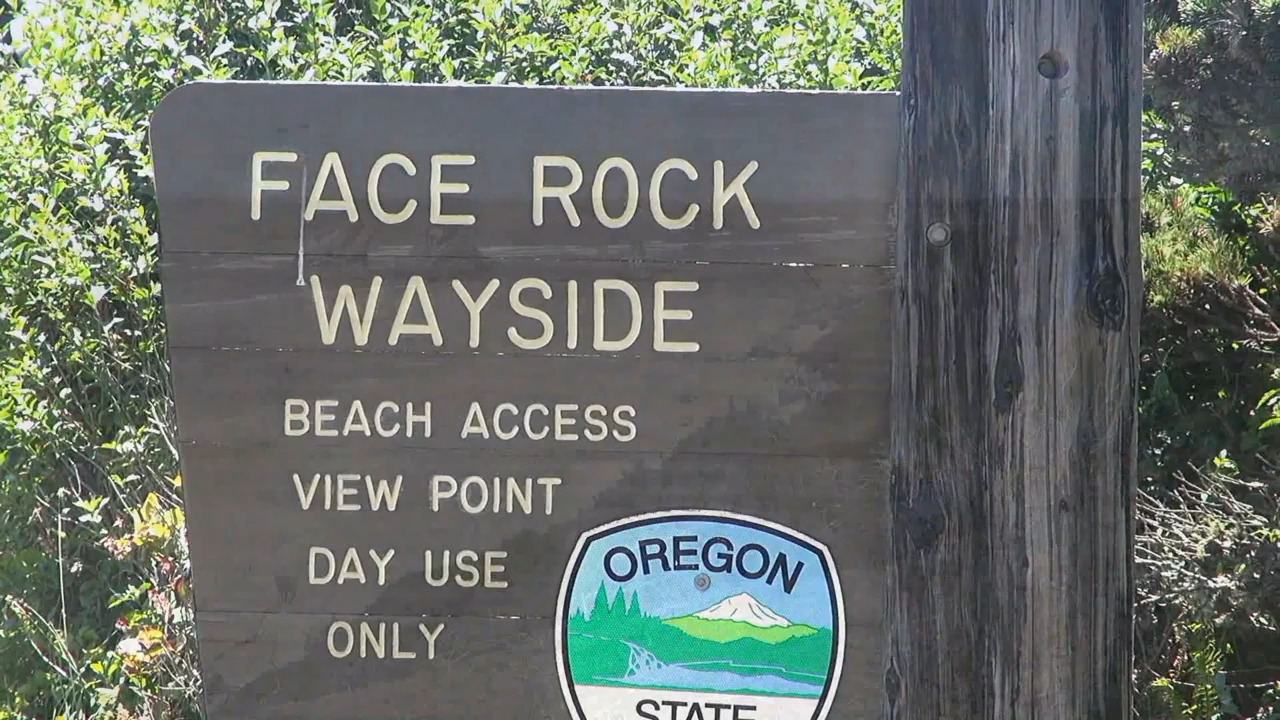 FACE ROCK
WAYSIDE
BEACH ACCESS
VIEW POINT
DAY USE
ONLY
OREGON
STATE